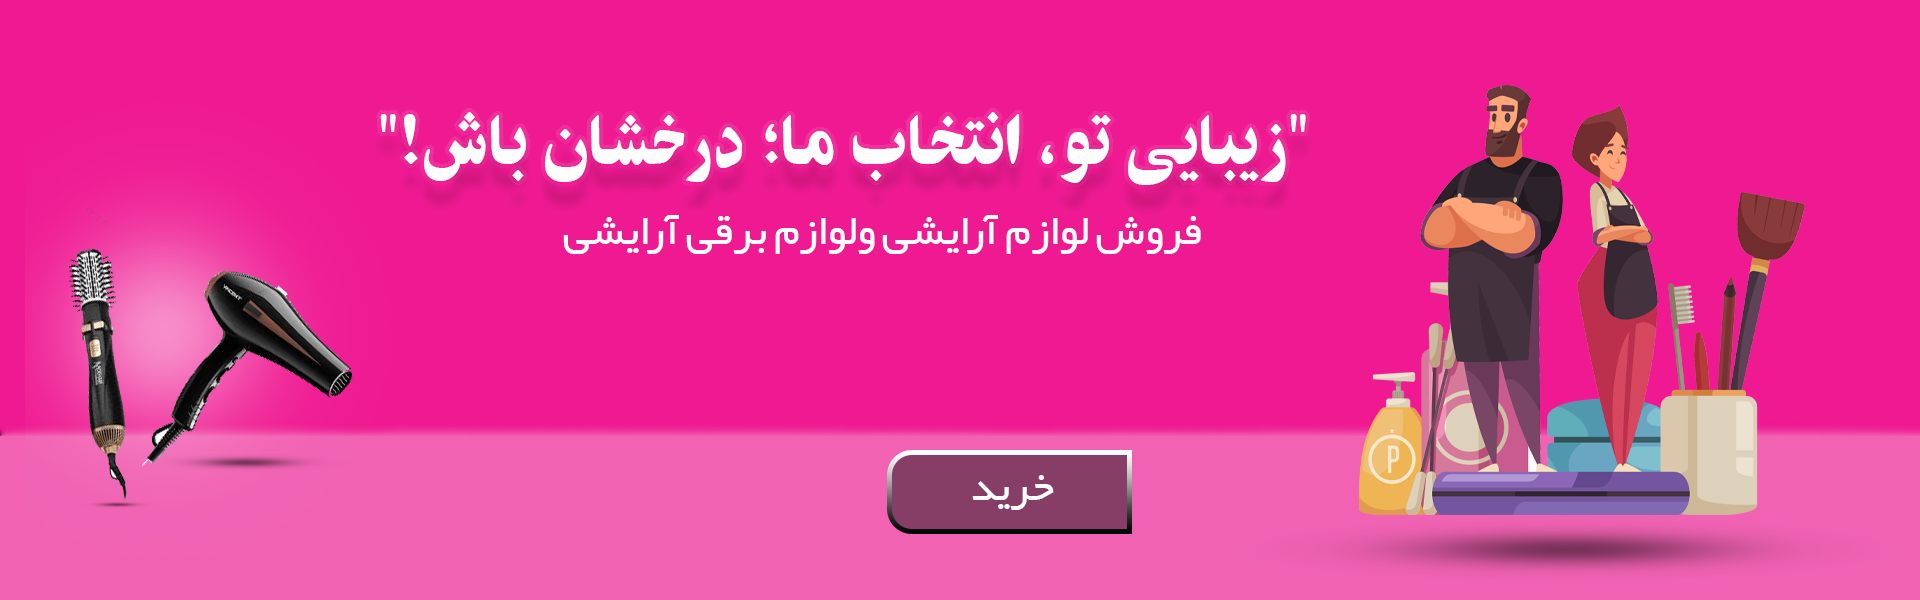 "زیبایی تو، انتخاب ما؛ درخشان باش!"
فروش لوازم آرایشی ولوازم برقی آرایشی
خرید
P